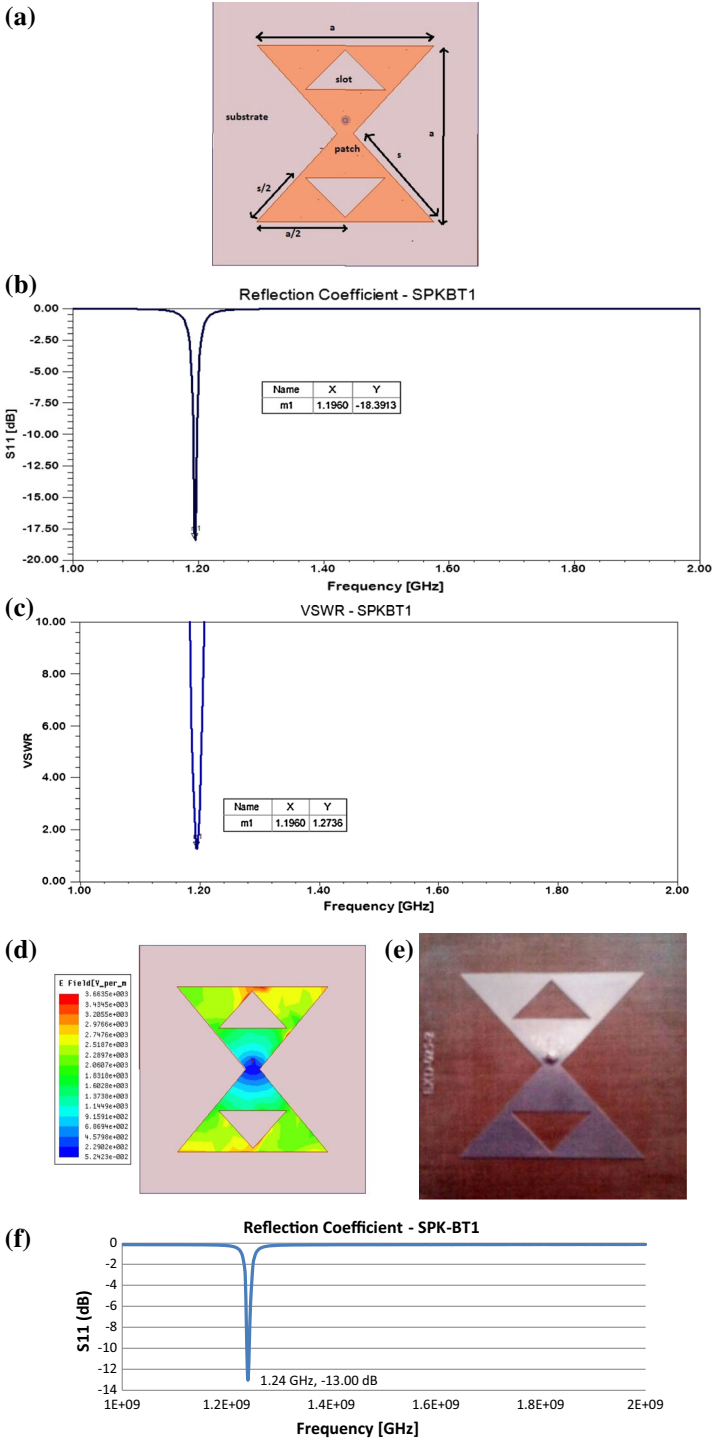 (a)
a
slot
substrate
a
s
patch
s/2
a/2
(b)
Reflection Coefficient - SPKBT1
0.00
-2.50
-5.00
-7.50
-10.00
-12.50
-15.00
-17.50
-20.00
S11 [dB]
Name X Y
m1 1.1960 -18.3913
1.00 1.20 1.40 1.60 1.80 2.00
Frequency [GHz]
(c)
VSWR - SPKBT1
10.00
8.00
6.00
4.00
2.00
0.00
VSWR
Name X Y
m1 1.1960 1.2736
1.00 1.20 1.40 1.60 1.80 2.00
Frequency [GHz]
(d)
E Field[V_per_m
3.6635e+003
3.4345e+003
3.2055e+003
2.9766e+003
2.7476e+003
2.5187e+003
2.2897e+003
2.0607e+003
1.8318e+003
1.6028e+003
1.3738e+003
1.1449e+003
9.1591e+002
6.8694e+002
4.5798e+002
2.2902e+002
5.2423e-002
(e)
(f)
Reflection Coefficient - SPK-BT1
0
-2
-4
-6
-8
-10
-12
-14
S11 (dB)
1.24 GHz, -13.00 dB
1E+09 1.2E+09 1.4E+09 1.6E+09 1.8E+09 2E+09
Frequency [GHz]